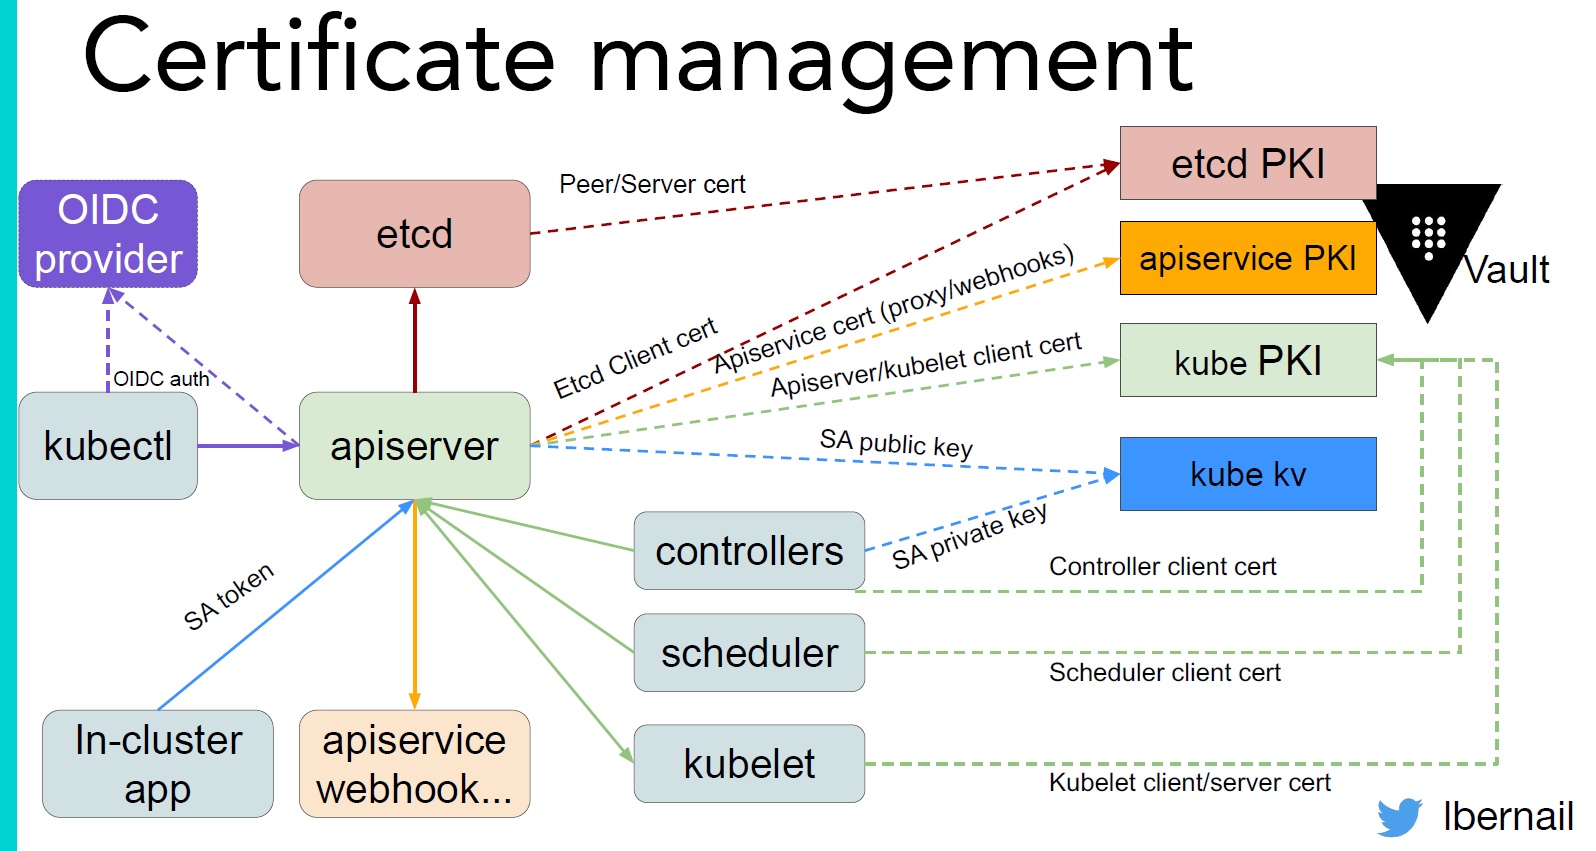 Certificate management
OIDC
provider
etcd
Peer/Server cert
etcd PKI
apiservice PKI
Vault
Etcd Client cert
Apiservice cert (proxy/webhooks)
Apiserver/kubelet client cert
kube PKI
OIDC auth
kubectl
apiserver
SA public key
kube kv
SA private key
controllers
Controller client cert
SA token
scheduler
Scheduler client cert
In-cluster
app
apiservice
webhook...
kubelet
Kubelet client/server cert
lbernail